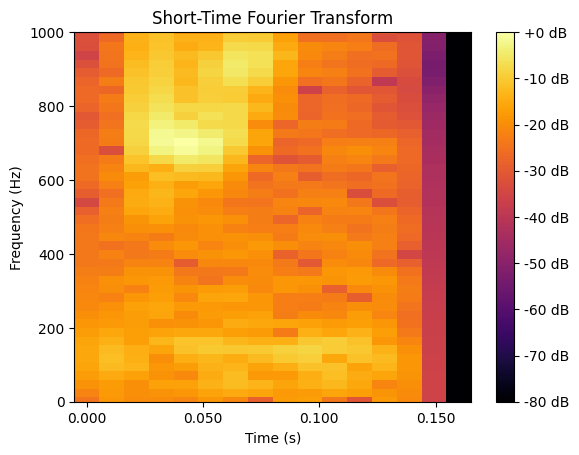 Short-Time Fourier Transform
Frequency (Hz)
1000
800
600
400
200
0
0.000
0.050
0.100
0.150
Time (s)
+0 dB
-10 dB
-20 dB
-30 dB
-40 dB
-50 dB
-60 dB
-70 dB
-80 dB